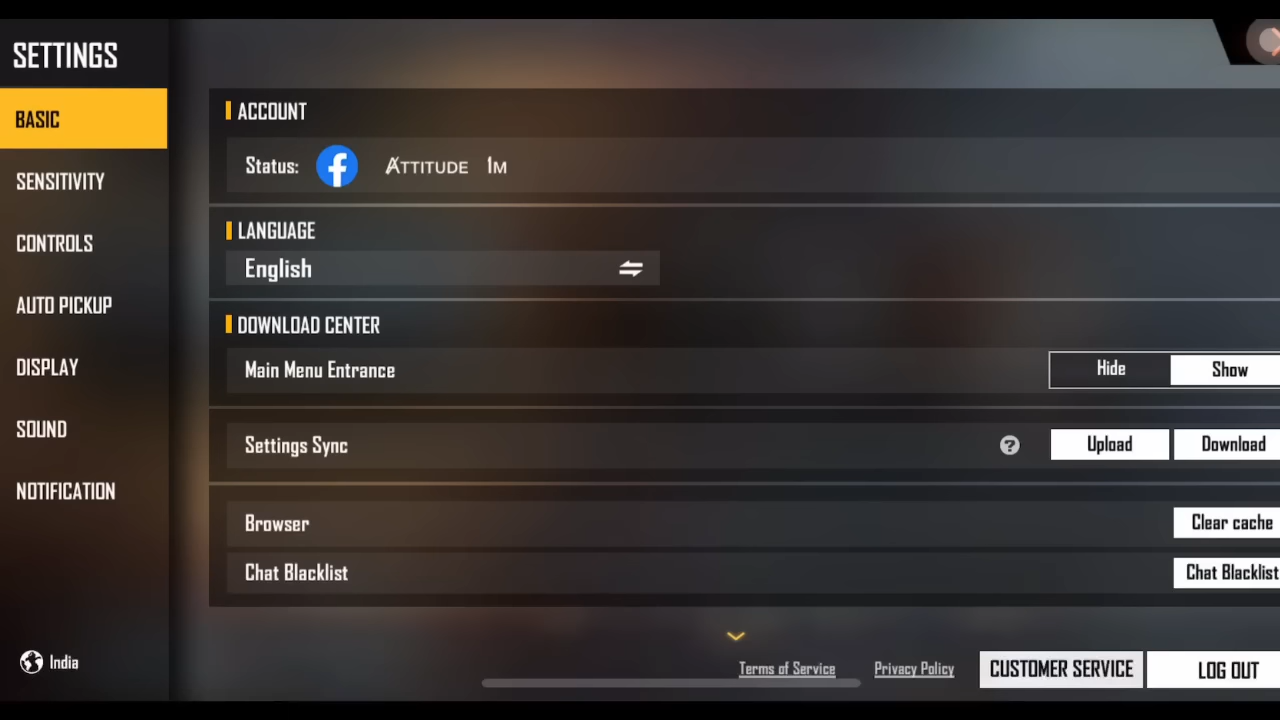 SETTINGS
BASIC
SENSITIVITY
CONTROLS
AUTO PICKUP
DISPLAY
SOUND
NOTIFICATION
India
ACCOUNT
Status: ATTITUDE 1M
LANGUAGE
English
DOWNLOAD CENTER
Main Menu Entrance Hide Show
Settings Sync ? Upload Download
Browser Clear cache
Chat Blacklist Chat Blacklist
Terms of Service Privacy Policy CUSTOMER SERVICE LOG OUT